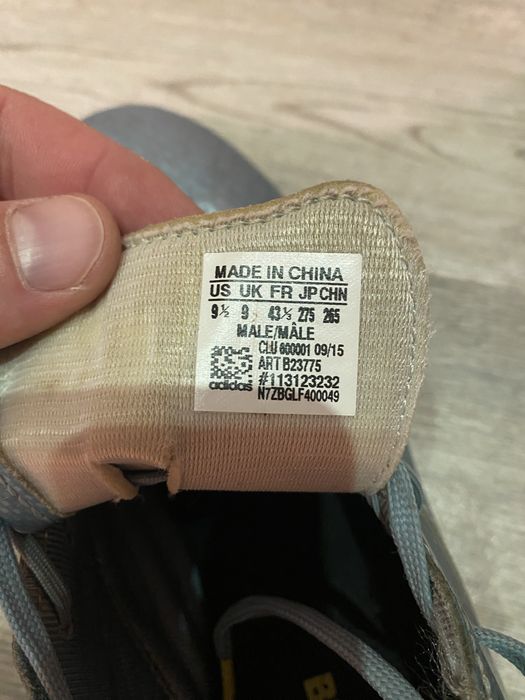 MADE IN CHINA
US UK FR JP CHN
9½ 9 43⅓ 275 265
MALE/MÂLE
CLU 600001 09/15
ART B23775
adidas
#113123232
N7ZBGLF400049
B